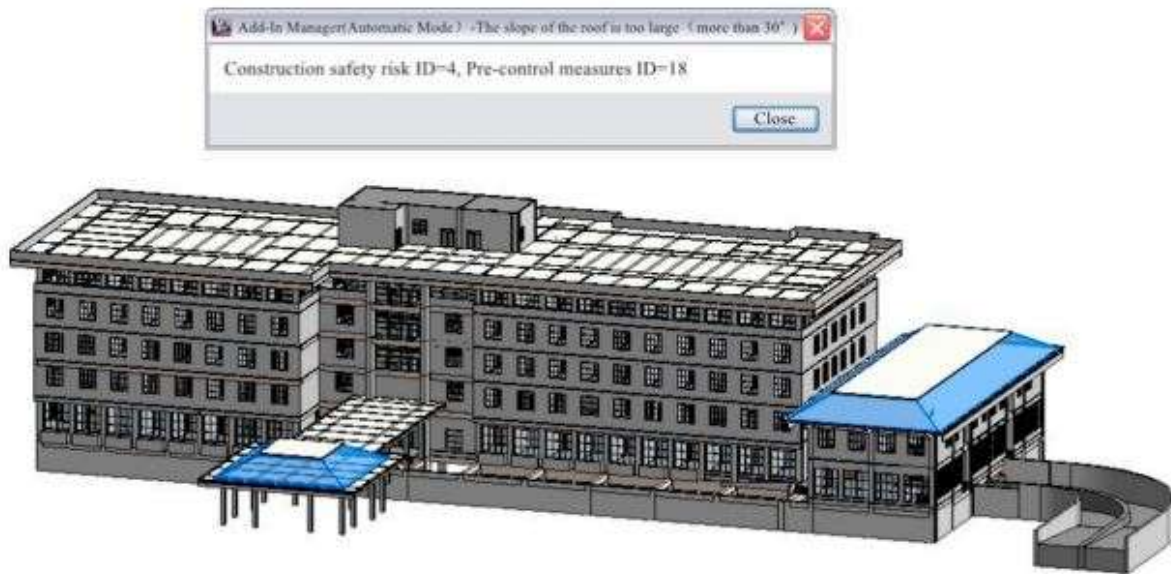 Add-In Manager(Automatic Mode）-The slope of the roof is too large（more than 30°）
Construction safety risk ID=4, Pre-control measures ID=18
Close